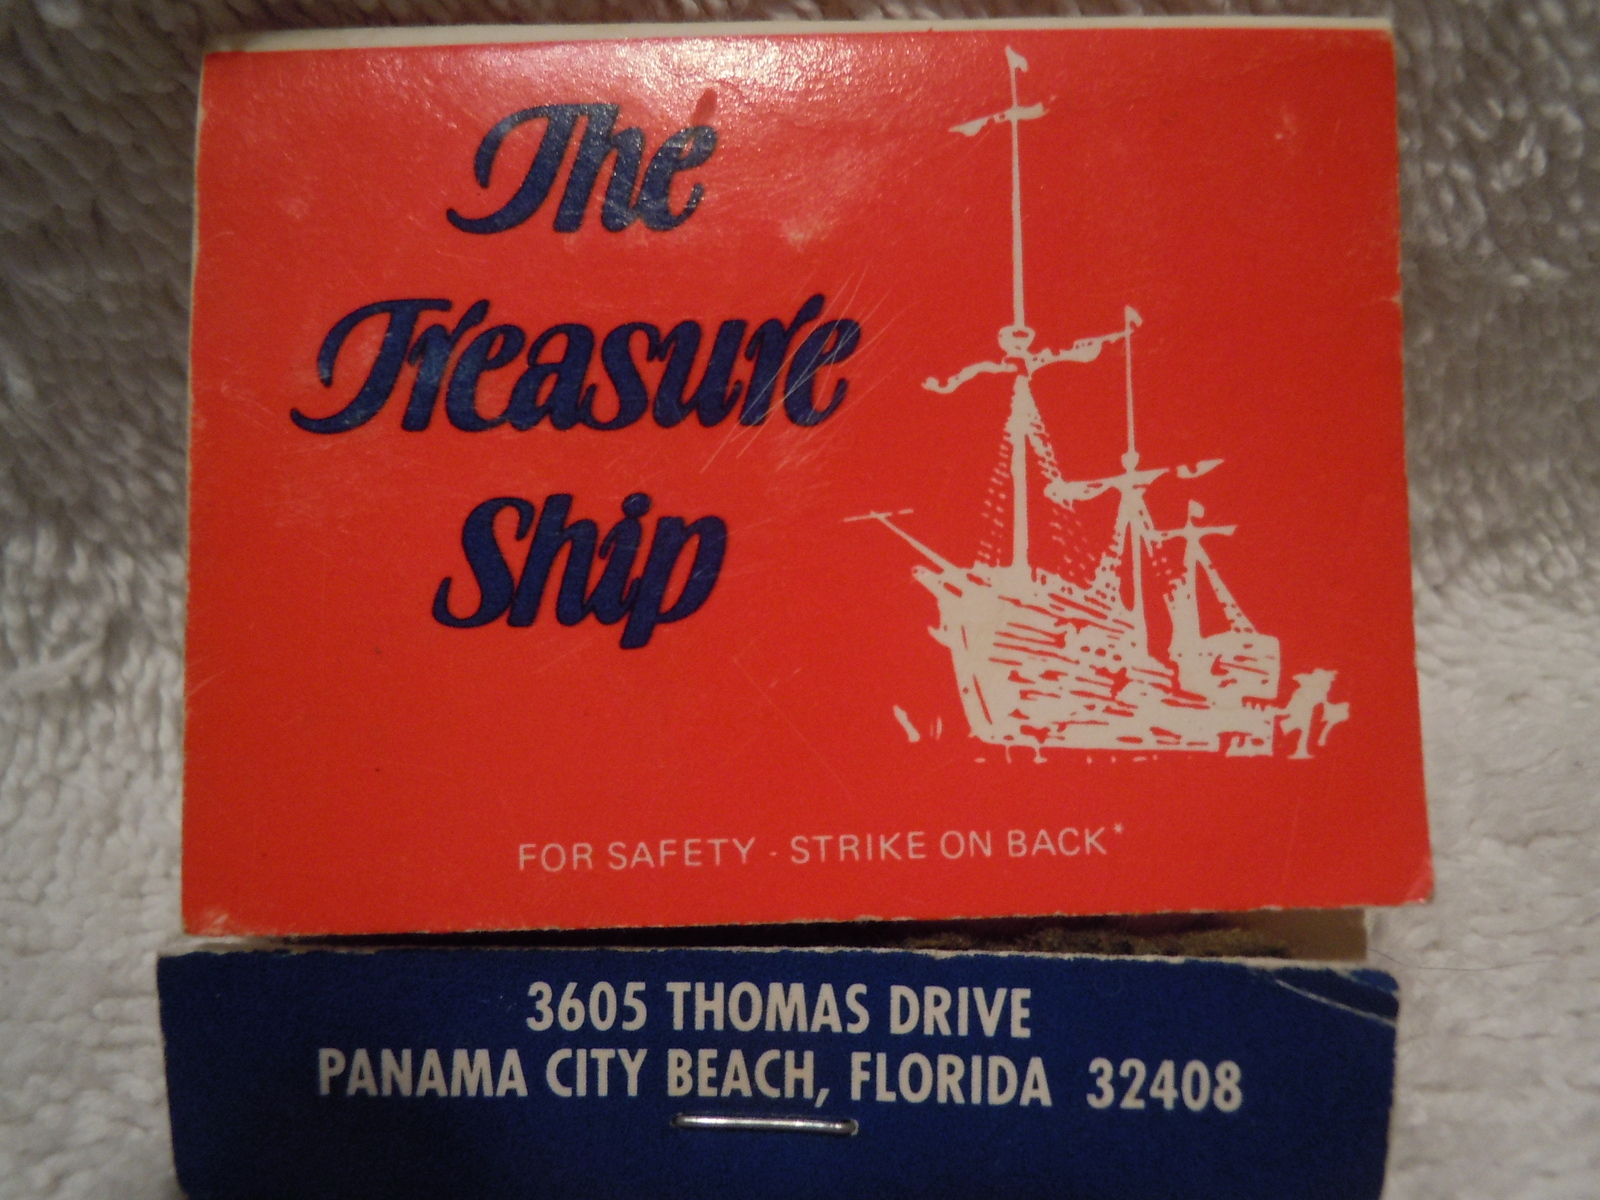 The
Treasure
Ship
FOR SAFETY - STRIKE ON BACK*
3605 THOMAS DRIVE
PANAMA CITY BEACH, FLORIDA 32408